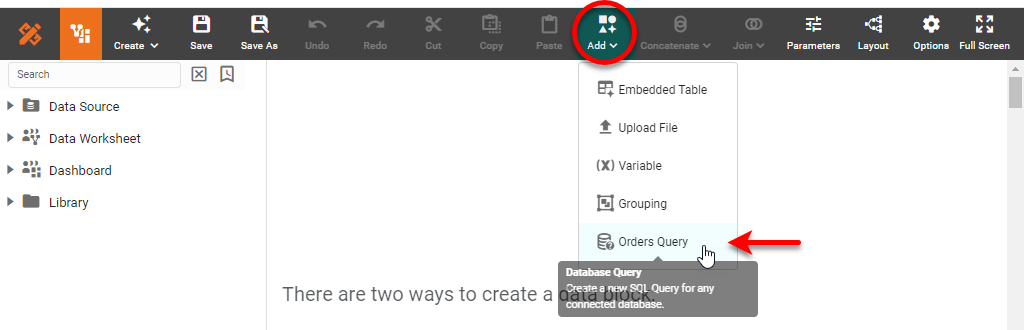 Create
Save
Save As
Undo
Redo
Cut
Copy
Paste
Add
Concatenate
Join
Parameters
Layout
Options
Full Screen
Search
Data Source
Data Worksheet
Dashboard
Library
Embedded Table
Upload File
(x) Variable
Grouping
Orders Query
Database Query
Create a new SQL Query for any
connected database.
There are two ways to create a data block.